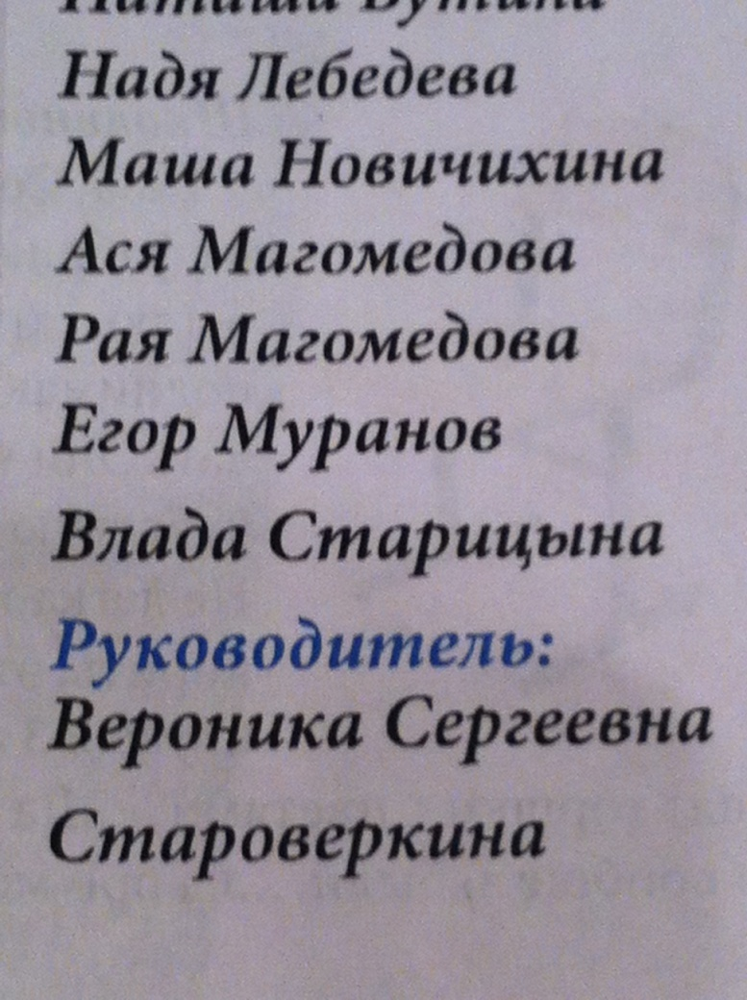 Надя Лебедева
Маша Новичихина
Ася Магомедова
Рая Магомедова
Егор Муранов
Влада Старицына
Руководитель:
Вероника Сергеевна
Староверкина